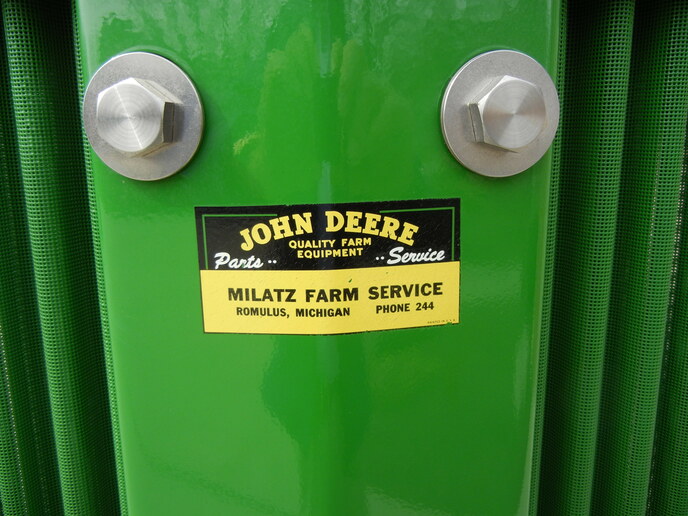 JOHN DEERE
QUALITY FARM
EQUIPMENT
Parts ·· ·· Service
MILATZ FARM SERVICE
ROMULUS, MICHIGAN PHONE 244